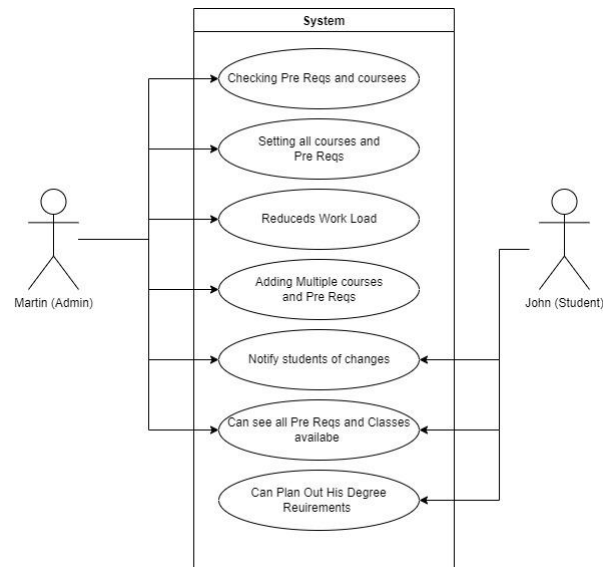 System
Checking Pre Reqs and coursees
Setting all courses and
Pre Reqs
Reduceds Work Load
Adding Multiple courses
and Pre Reqs
Martin (Admin)
John (Student)
Notify students of changes
Can see all Pre Reqs and Classes
availabe
Can Plan Out His Degree
Reuirements